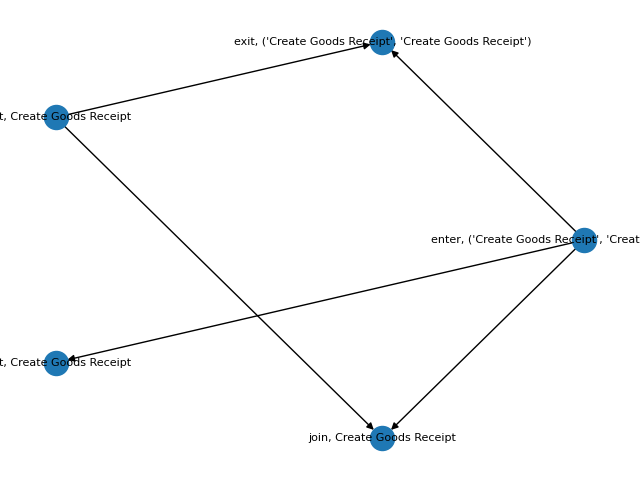 exit, ('Create Goods Receipt', 'Create Goods Receipt')
t, Create Goods Receipt
enter, ('Create Goods Receipt', 'Creat
t, Create Goods Receipt
join, Create Goods Receipt